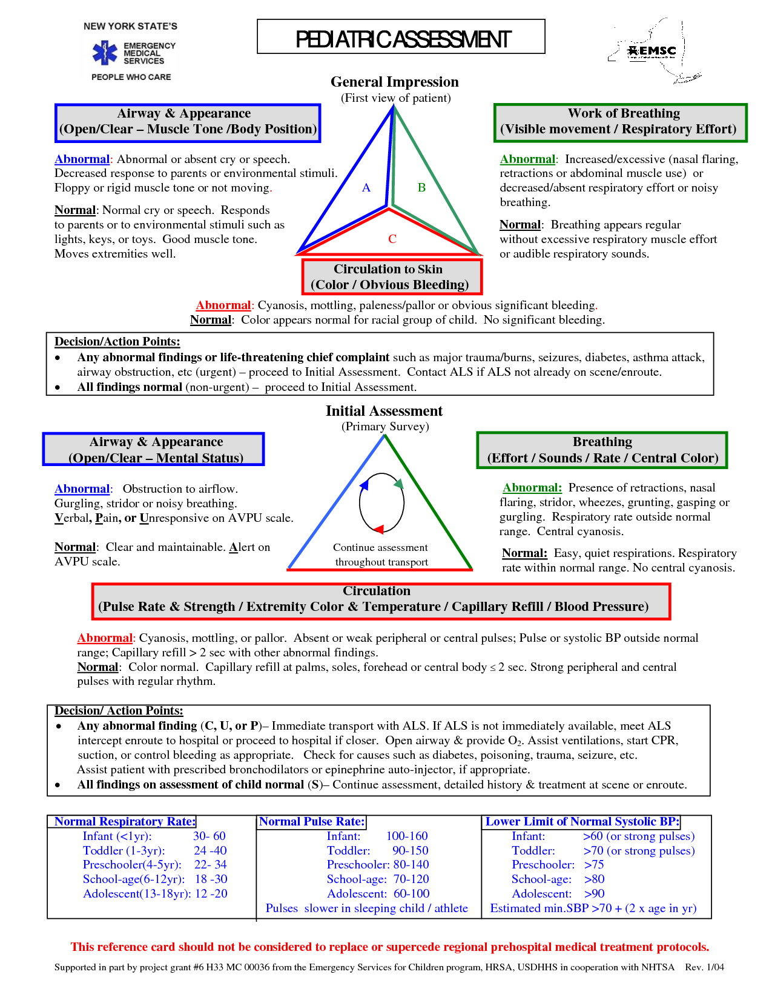 NEW YORK STATE'S
EMERGENCY
MEDICAL
SERVICES
PEOPLE WHO CARE
PEDIATRIC ASSESSMENT
EMSC
General Impression
(First view of patient)
Airway & Appearance
(Open/Clear – Muscle Tone /Body Position)
Abnormal: Abnormal or absent cry or speech.
Decreased response to parents or environmental stimuli.
Floppy or rigid muscle tone or not moving.
Normal: Normal cry or speech. Responds
to parents or to environmental stimuli such as
lights, keys, or toys. Good muscle tone.
Moves extremities well.
A
B
C
Work of Breathing
(Visible movement / Respiratory Effort)
Abnormal: Increased/excessive (nasal flaring,
retractions or abdominal muscle use) or
decreased/absent respiratory effort or noisy
breathing.
Normal: Breathing appears regular
without excessive respiratory muscle effort
or audible respiratory sounds.
Circulation to Skin
(Color / Obvious Bleeding)
Abnormal: Cyanosis, mottling, paleness/pallor or obvious significant bleeding.
Normal: Color appears normal for racial group of child. No significant bleeding.
Decision/Action Points:
• Any abnormal findings or life-threatening chief complaint such as major trauma/burns, seizures, diabetes, asthma attack,
airway obstruction, etc (urgent) – proceed to Initial Assessment. Contact ALS if ALS not already on scene/enroute.
• All findings normal (non-urgent) – proceed to Initial Assessment.
Initial Assessment
(Primary Survey)
Airway & Appearance
(Open/Clear – Mental Status)
Abnormal: Obstruction to airflow.
Gurgling, stridor or noisy breathing.
Verbal, Pain, or Unresponsive on AVPU scale.
Normal: Clear and maintainable. Alert on
AVPU scale.
Continue assessment
throughout transport
Breathing
(Effort / Sounds / Rate / Central Color)
Abnormal: Presence of retractions, nasal
flaring, stridor, wheezes, grunting, gasping or
gurgling. Respiratory rate outside normal
range. Central cyanosis.
Normal: Easy, quiet respirations. Respiratory
rate within normal range. No central cyanosis.
Circulation
(Pulse Rate & Strength / Extremity Color & Temperature / Capillary Refill / Blood Pressure)
Abnormal: Cyanosis, mottling, or pallor. Absent or weak peripheral or central pulses; Pulse or systolic BP outside normal
range; Capillary refill > 2 sec with other abnormal findings.
Normal: Color normal. Capillary refill at palms, soles, forehead or central body ≤ 2 sec. Strong peripheral and central
pulses with regular rhythm.
Decision/ Action Points:
• Any abnormal finding (C, U, or P)– Immediate transport with ALS. If ALS is not immediately available, meet ALS
intercept enroute to hospital or proceed to hospital if closer. Open airway & provide O2. Assist ventilations, start CPR,
suction, or control bleeding as appropriate. Check for causes such as diabetes, poisoning, trauma, seizure, etc.
Assist patient with prescribed bronchodilators or epinephrine auto-injector, if appropriate.
• All findings on assessment of child normal (S)– Continue assessment, detailed history & treatment at scene or enroute.
Normal Respiratory Rate:
Infant (<1yr): 30- 60
Toddler (1-3yr): 24 -40
Preschooler(4-5yr): 22- 34
School-age(6-12yr): 18 -30
Adolescent(13-18yr): 12 -20
Normal Pulse Rate:
Infant: 100-160
Toddler: 90-150
Preschooler: 80-140
School-age: 70-120
Adolescent: 60-100
Pulses slower in sleeping child / athlete
Lower Limit of Normal Systolic BP:
Infant: >60 (or strong pulses)
Toddler: >70 (or strong pulses)
Preschooler: >75
School-age: >80
Adolescent: >90
Estimated min.SBP >70 + (2 x age in yr)
This reference card should not be considered to replace or supercede regional prehospital medical treatment protocols.
Supported in part by project grant #6 H33 MC 00036 from the Emergency Services for Children program, HRSA, USDHHS in cooperation with NHTSA Rev. 1/04